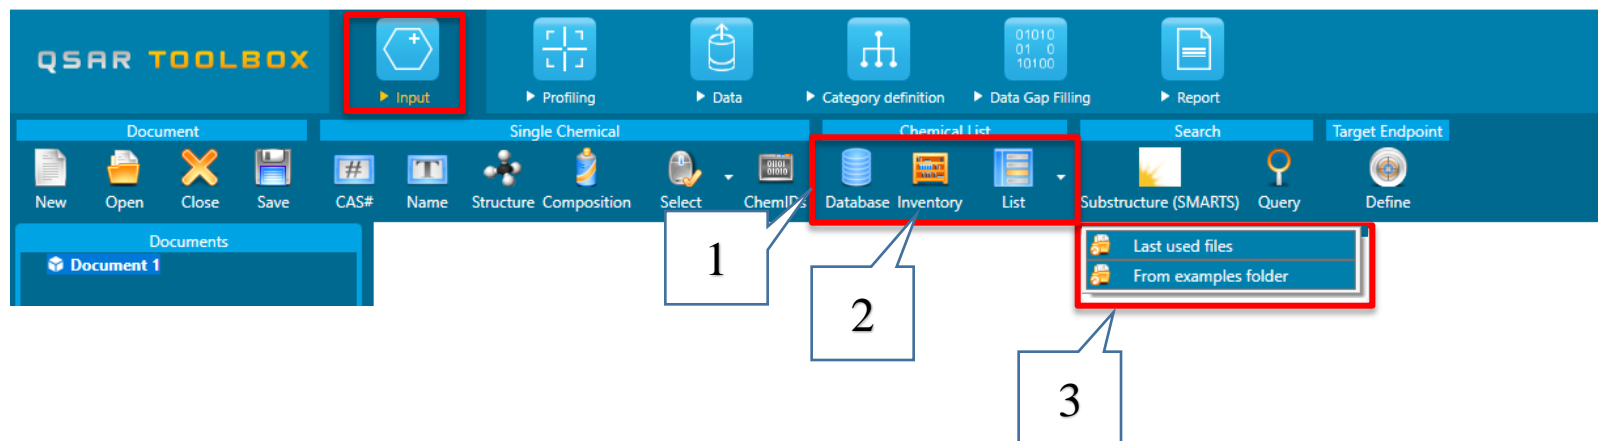 QSAR TOOLBOX
Input
Profiling
Data
Category definition
Data Gap Filling
Report
01010
01 0
10100
Document
Single Chemical
Chemical List
Search
Target Endpoint
#
T
New
Open
Close
Save
CAS#
Name
Structure
Composition
Select
ChemIDs
Database
Inventory
List
Substructure (SMARTS)
Query
Define
Documents
Document 1
Last used files
From examples folder
1
2
3